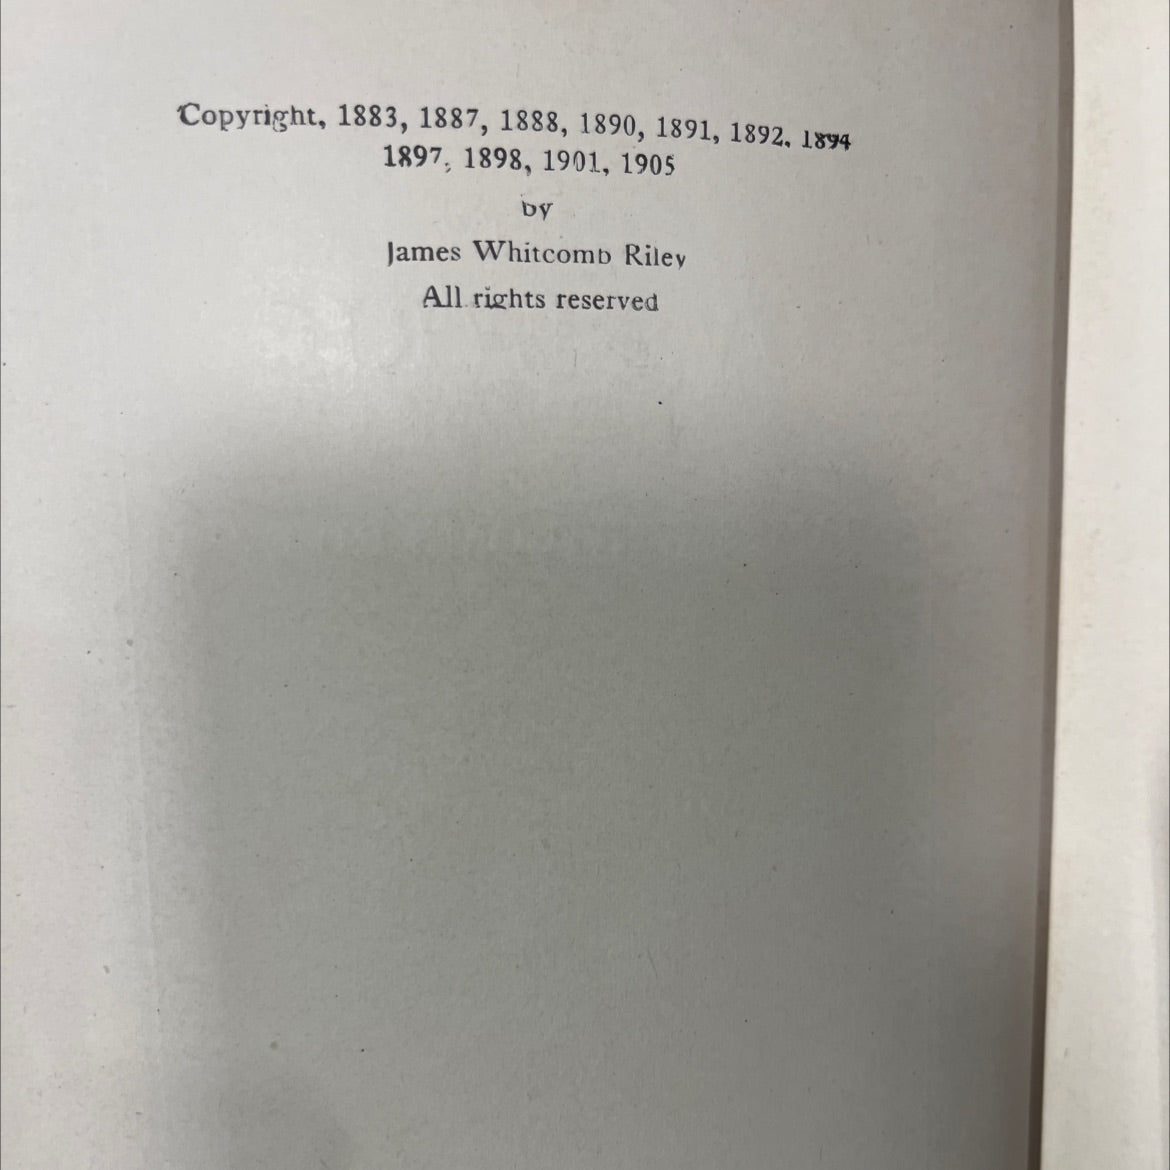 Copyright, 1883, 1887, 1888, 1890, 1891, 1892, 1894
1897, 1898, 1901, 1905
by
James Whitcomb Riley
All rights reserved